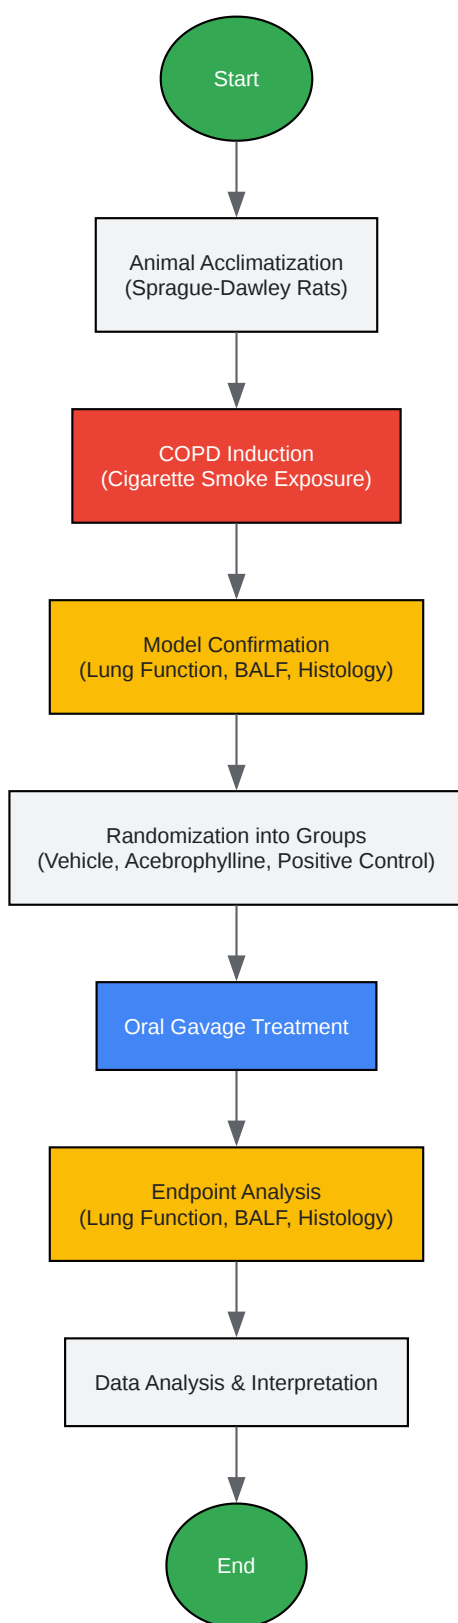 Start
Animal Acclimatization
(Sprague-Dawley Rats)
COPD Induction
(Cigarette Smoke Exposure)
Model Confirmation
(Lung Function, BALF, Histology)
Randomization into Groups
(Vehicle, Acebrophylline, Positive Control)
Oral Gavage Treatment
Endpoint Analysis
(Lung Function, BALF, Histology)
Data Analysis & Interpretation
End